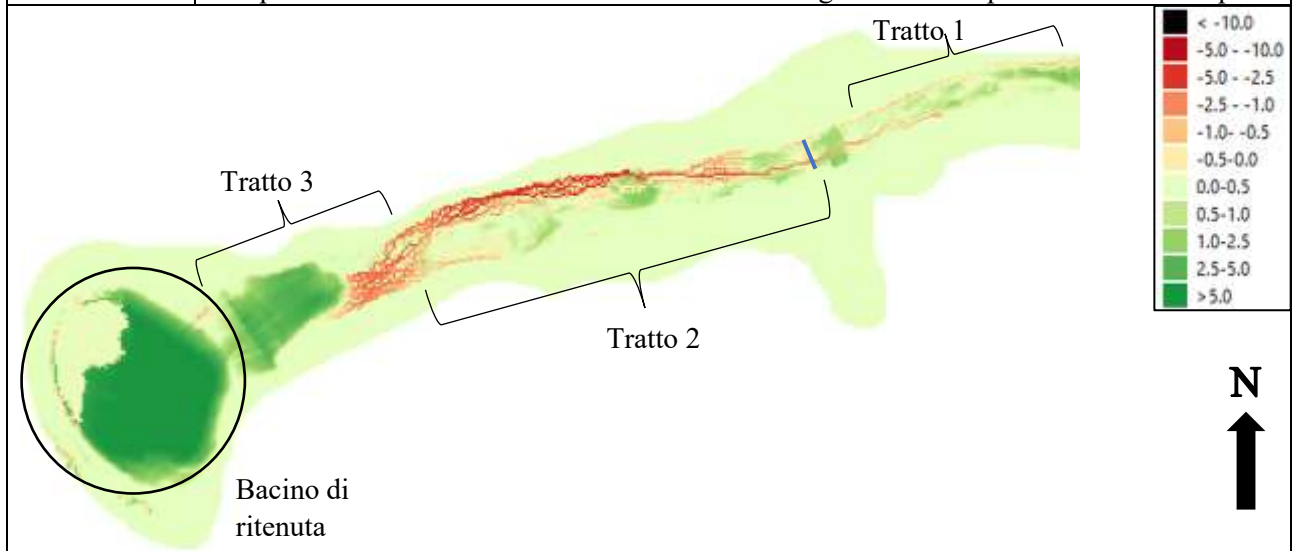 Tratto 1
< -10.0
-5.0 - -10.0
-5.0 - -2.5
-2.5 - -1.0
-1.0- -0.5
-0.5-0.0
0.0-0.5
0.5-1.0
1.0-2.5
2.5-5.0
>5.0
Tratto 3
Tratto 2
N
Bacino di
ritenuta